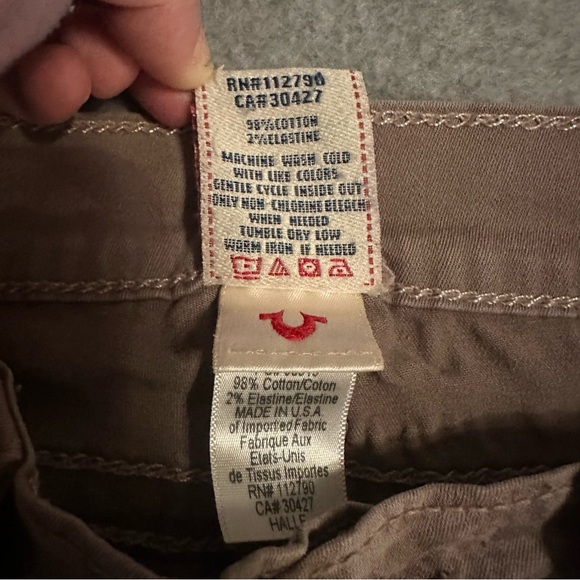 RN#112790
CA#30427
98%COTTON
2%ELASTINE
MACHINE WASH COLD
WITH LIKE COLORS
GENTLE CYCLE INSIDE OUT
ONLY NON-CHLORINE BLEACH
WHEN NEEDED
TUMBLE DRY LOW
WARM IRON IF NEEDED
98% Cotton/Coton
2% Elastine/Elastine
MADE IN U.S.A
of Imported Fabric
Fabrique Aux
Etats-Unis
de Tissus Importes
RN# 112790
CA# 30427
HALLE